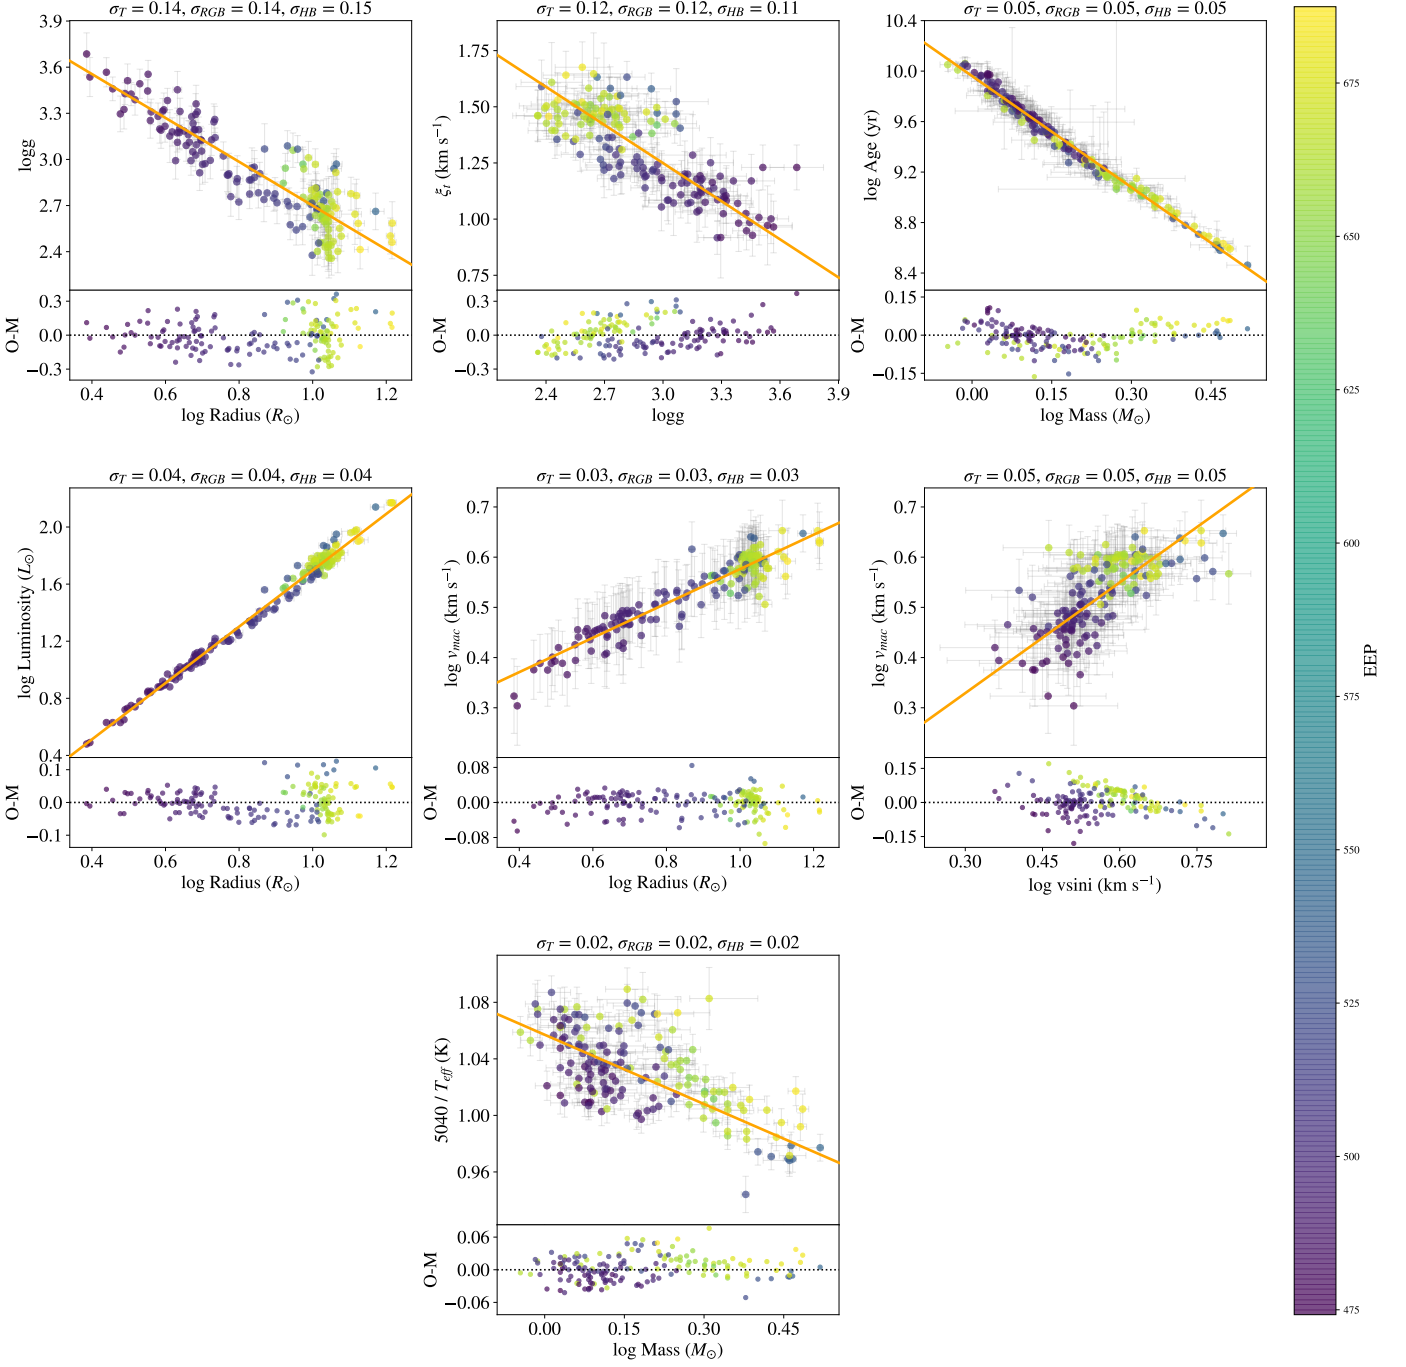 σT = 0.14, σRGB = 0.14, σHB = 0.15
3.9
3.6
3.3
3.0
2.7
2.4
logg
0.3
0.0
−0.3
O-M
0.4 0.6 0.8 1.0 1.2
log Radius (R⊙)
σT = 0.12, σRGB = 0.12, σHB = 0.11
1.75
1.50
1.25
1.00
0.75
ξt (km s−1)
0.3
0.0
−0.3
O-M
2.4 2.7 3.0 3.3 3.6 3.9
logg
σT = 0.05, σRGB = 0.05, σHB = 0.05
10.4
10.0
9.6
9.2
8.8
8.4
log Age (yr)
0.15
0.00
−0.15
O-M
0.00 0.15 0.30 0.45
log Mass (M⊙)
σT = 0.04, σRGB = 0.04, σHB = 0.04
2.0
1.6
1.2
0.8
0.4
log Luminosity (L⊙)
0.1
0.0
−0.1
O-M
0.4 0.6 0.8 1.0 1.2
log Radius (R⊙)
σT = 0.03, σRGB = 0.03, σHB = 0.03
0.7
0.6
0.5
0.4
0.3
log vmac (km s−1)
0.08
0.00
−0.08
O-M
0.4 0.6 0.8 1.0 1.2
log Radius (R⊙)
σT = 0.05, σRGB = 0.05, σHB = 0.05
0.7
0.6
0.5
0.4
0.3
log vmac (km s−1)
0.15
0.00
−0.15
O-M
0.30 0.45 0.60 0.75
log vsini (km s−1)
σT = 0.02, σRGB = 0.02, σHB = 0.02
1.08
1.04
1.00
0.96
5040 / Teff (K)
0.06
0.00
−0.06
O-M
0.00 0.15 0.30 0.45
log Mass (M⊙)
675
650
625
600
575
550
525
500
475
EEP